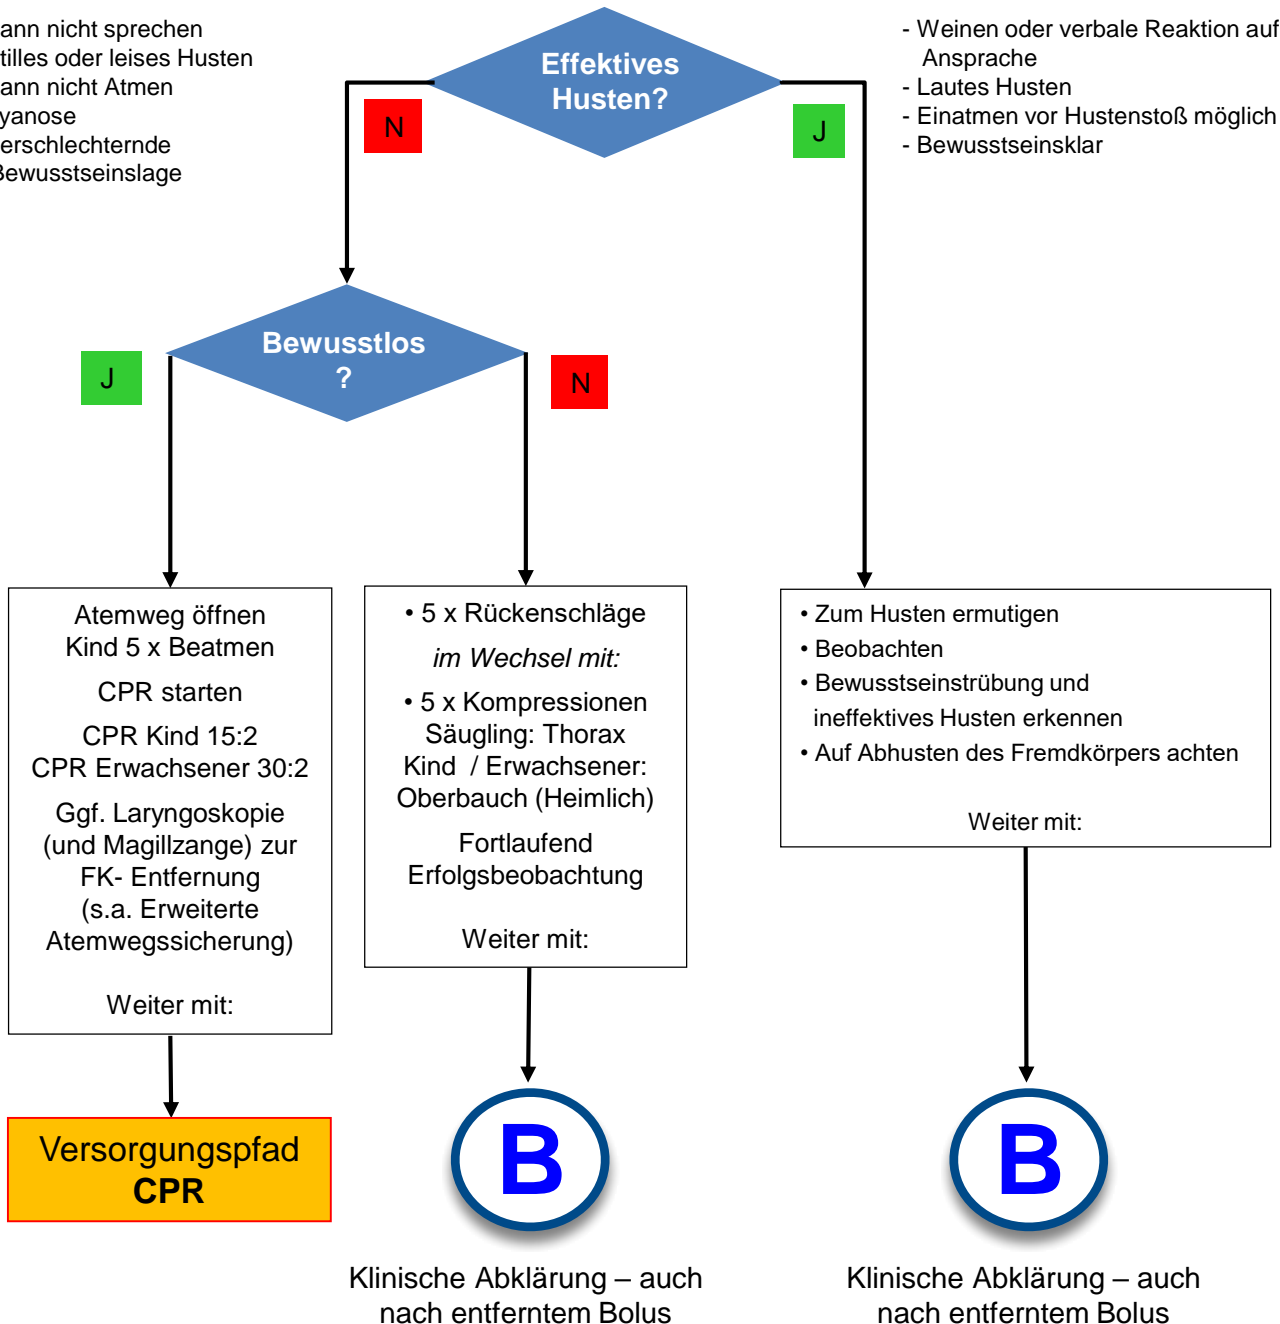 ann nicht sprechen
tilles oder leises Husten
ann nicht Atmen
yanose
erschlechternde
Bewusstseinslage
Effektives
Husten?
- Weinen oder verbale Reaktion auf
Ansprache
- Lautes Husten
- Einatmen vor Hustenstoß möglich
- Bewusstseinsklar
N
J
Bewusstlos
?
J
N
Atemweg öffnen
Kind 5 x Beatmen
CPR starten
CPR Kind 15:2
CPR Erwachsener 30:2
Ggf. Laryngoskopie
(und Magillzange) zur
FK- Entfernung
(s.a. Erweiterte
Atemwegssicherung)
Weiter mit:
• 5 x Rückenschläge
im Wechsel mit:
• 5 x Kompressionen
Säugling: Thorax
Kind / Erwachsener:
Oberbauch (Heimlich)
Fortlaufend
Erfolgsbeobachtung
Weiter mit:
• Zum Husten ermutigen
• Beobachten
• Bewusstseinstrübung und
ineffektives Husten erkennen
• Auf Abhusten des Fremdkörpers achten
Weiter mit:
Versorgungspfad
CPR
B
Klinische Abklärung – auch
nach entferntem Bolus
B
Klinische Abklärung – auch
nach entferntem Bolus